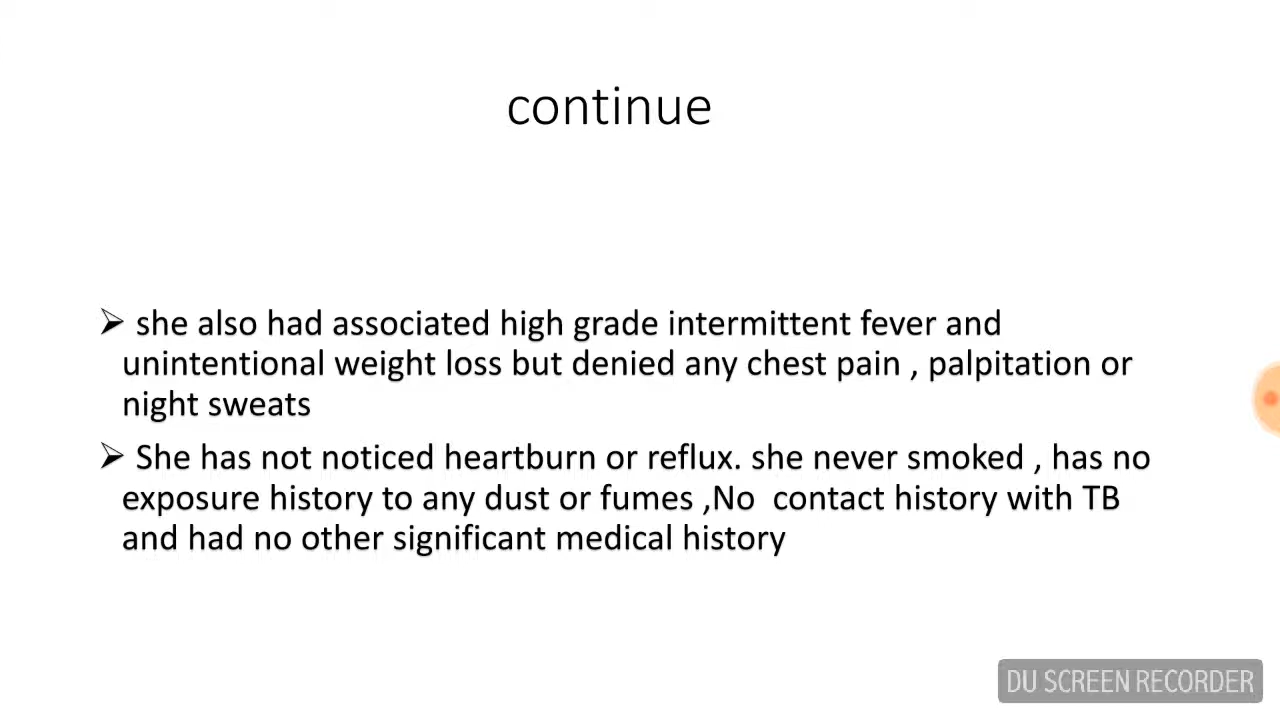 continue
➢ she also had associated high grade intermittent fever and
unintentional weight loss but denied any chest pain , palpitation or
night sweats
➢ She has not noticed heartburn or reflux. she never smoked , has no
exposure history to any dust or fumes ,No  contact history with TB
and had no other significant medical history
DU SCREEN RECORDER